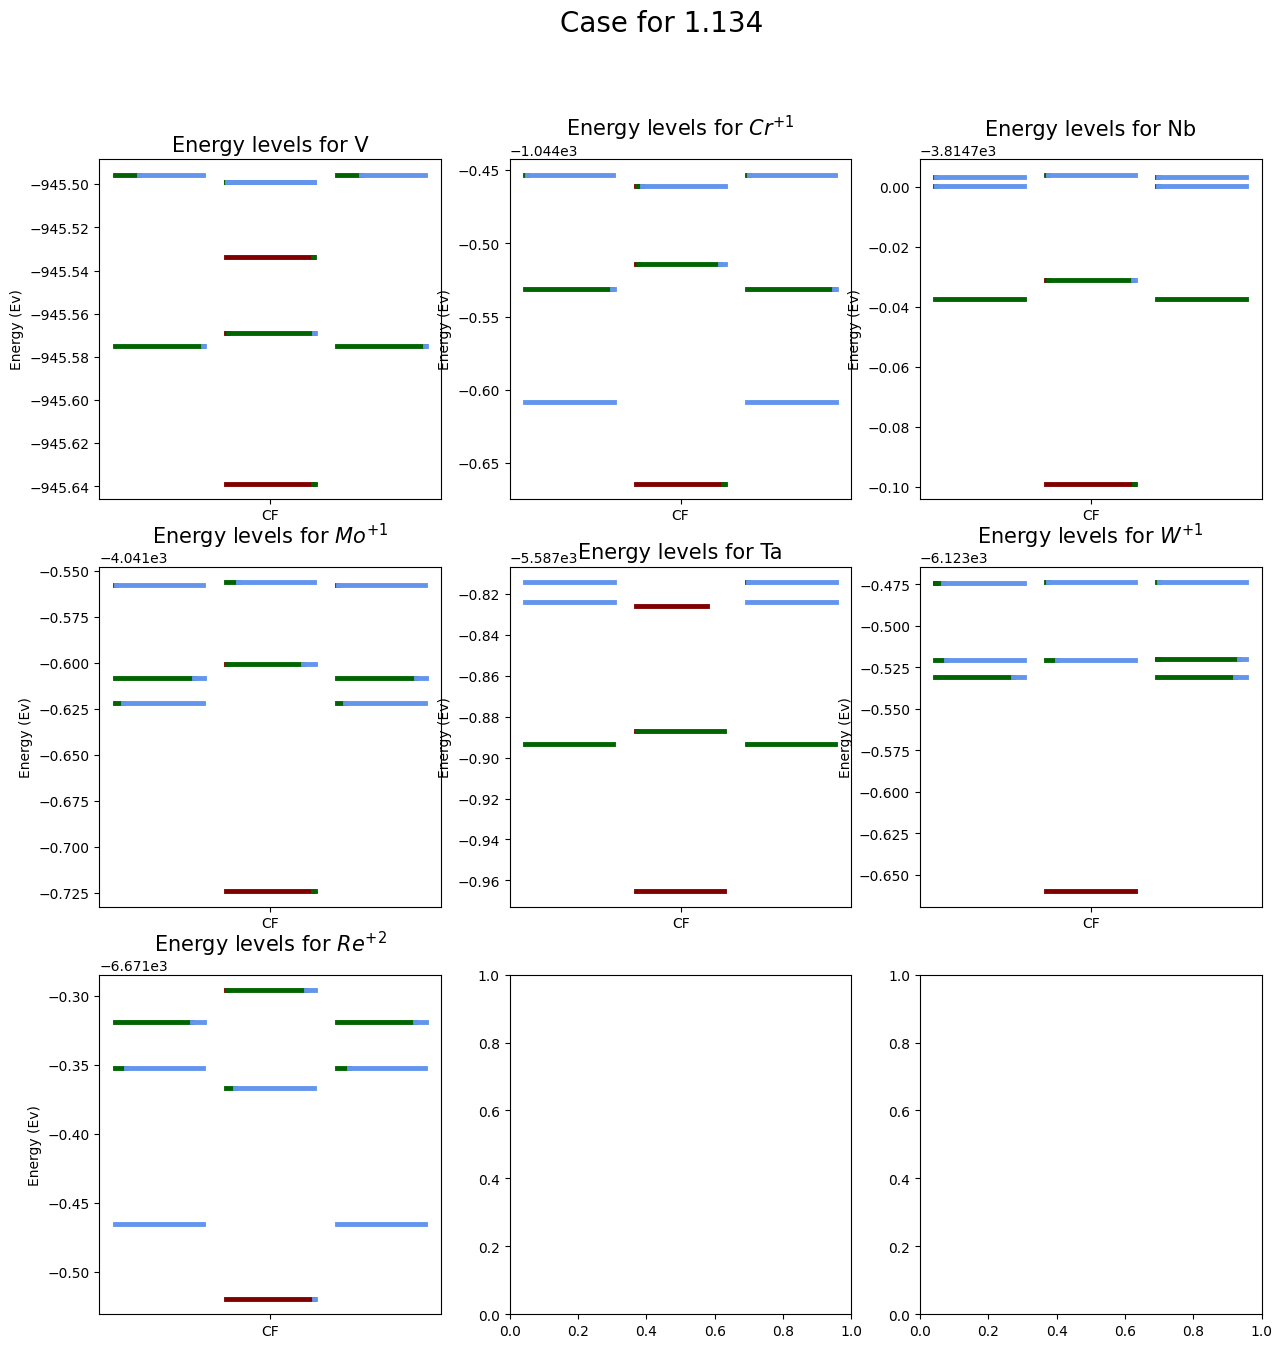 Case for 1.134
Energy levels for V
Energy (Ev)
−945.50
−945.52
−945.54
−945.56
−945.58
−945.60
−945.62
−945.64
CF
Energy levels for Cr⁺¹
−1.044e3
Energy (Ev)
−0.45
−0.50
−0.55
−0.60
−0.65
CF
Energy levels for Nb
−3.8147e3
Energy (Ev)
0.00
−0.02
−0.04
−0.06
−0.08
−0.10
CF
Energy levels for Mo⁺¹
−4.041e3
Energy (Ev)
−0.550
−0.575
−0.600
−0.625
−0.650
−0.675
−0.700
−0.725
CF
Energy levels for Ta
−5.587e3
Energy (Ev)
−0.82
−0.84
−0.86
−0.88
−0.90
−0.92
−0.94
−0.96
CF
Energy levels for W⁺¹
−6.123e3
Energy (Ev)
−0.475
−0.500
−0.525
−0.550
−0.575
−0.600
−0.625
−0.650
CF
Energy levels for Re⁺²
−6.671e3
Energy (Ev)
−0.30
−0.35
−0.40
−0.45
−0.50
CF
1.0
0.8
0.6
0.4
0.2
0.0
0.0 0.2 0.4 0.6 0.8 1.0
1.0
0.8
0.6
0.4
0.2
0.0
0.0 0.2 0.4 0.6 0.8 1.0